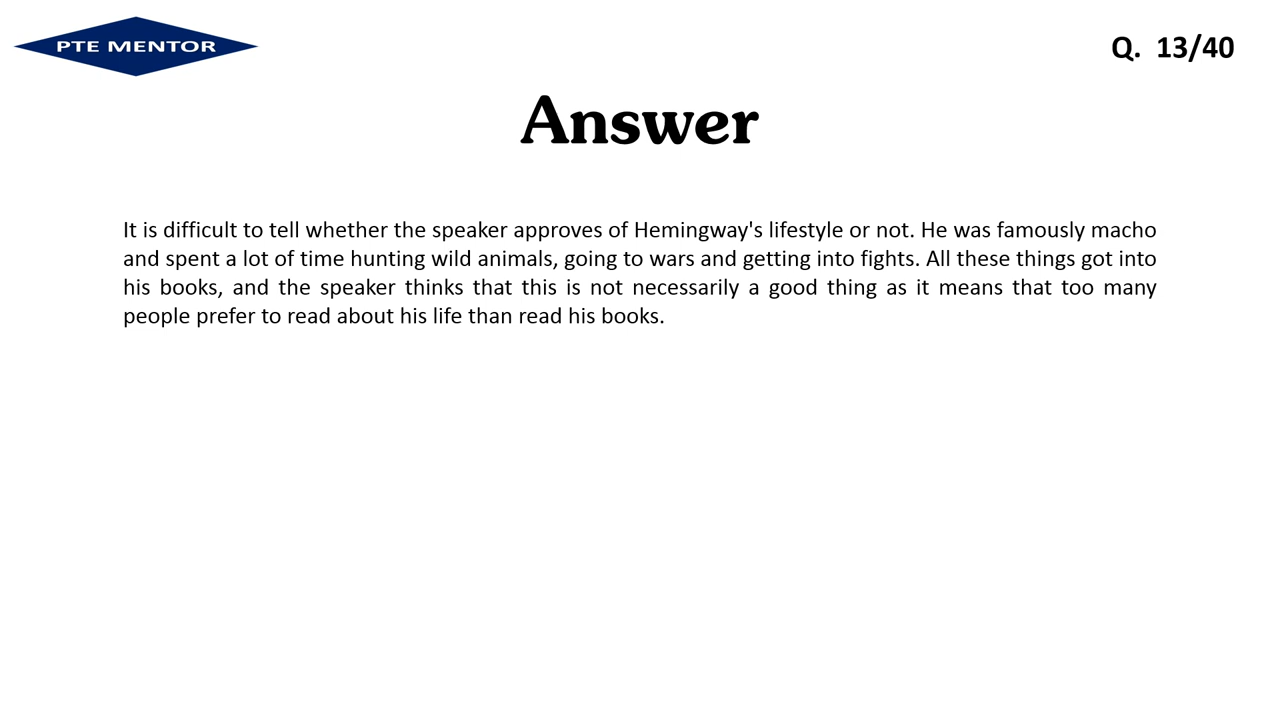 PTE MENTOR
Q. 13/40
Answer
It is difficult to tell whether the speaker approves of Hemingway's lifestyle or not. He was famously macho
and spent a lot of time hunting wild animals, going to wars and getting into fights. All these things got into
his books, and the speaker thinks that this is not necessarily a good thing as it means that too many
people prefer to read about his life than read his books.